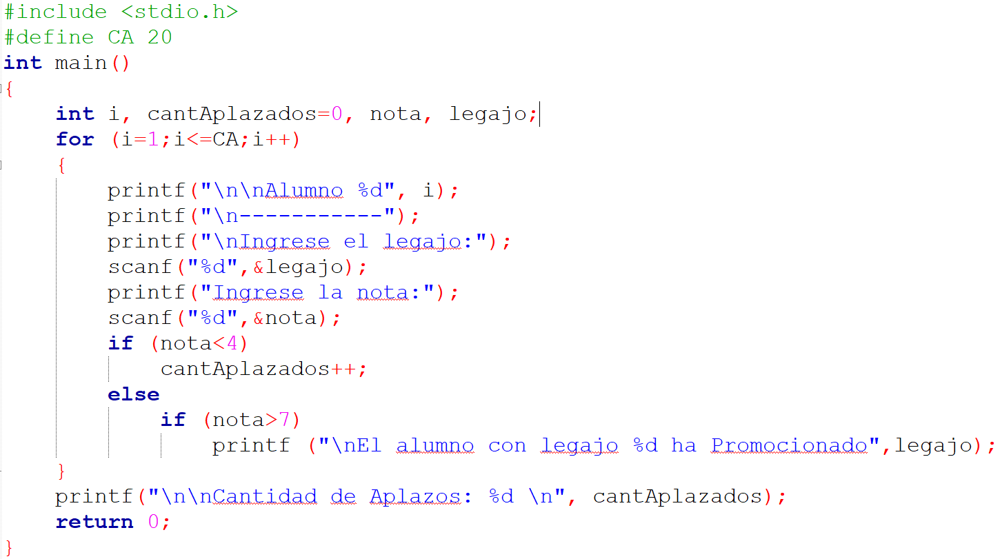 #include <stdio.h>
#define CA 20
int main()
{
    int i, cantAplazados=0, nota, legajo;
    for (i=1;i<=CA;i++)
    {
        printf("\n\nAlumno %d", i);
        printf("\n-----------");
        printf("\nIngrese el legajo:");
        scanf("%d",&legajo);
        printf("Ingrese la nota:");
        scanf("%d",&nota);
        if (nota<4)
            cantAplazados++;
        else
            if (nota>7)
                printf ("\nEl alumno con legajo %d ha Promocionado",legajo);
    }
    printf("\n\nCantidad de Aplazos: %d \n", cantAplazados);
    return 0;
}